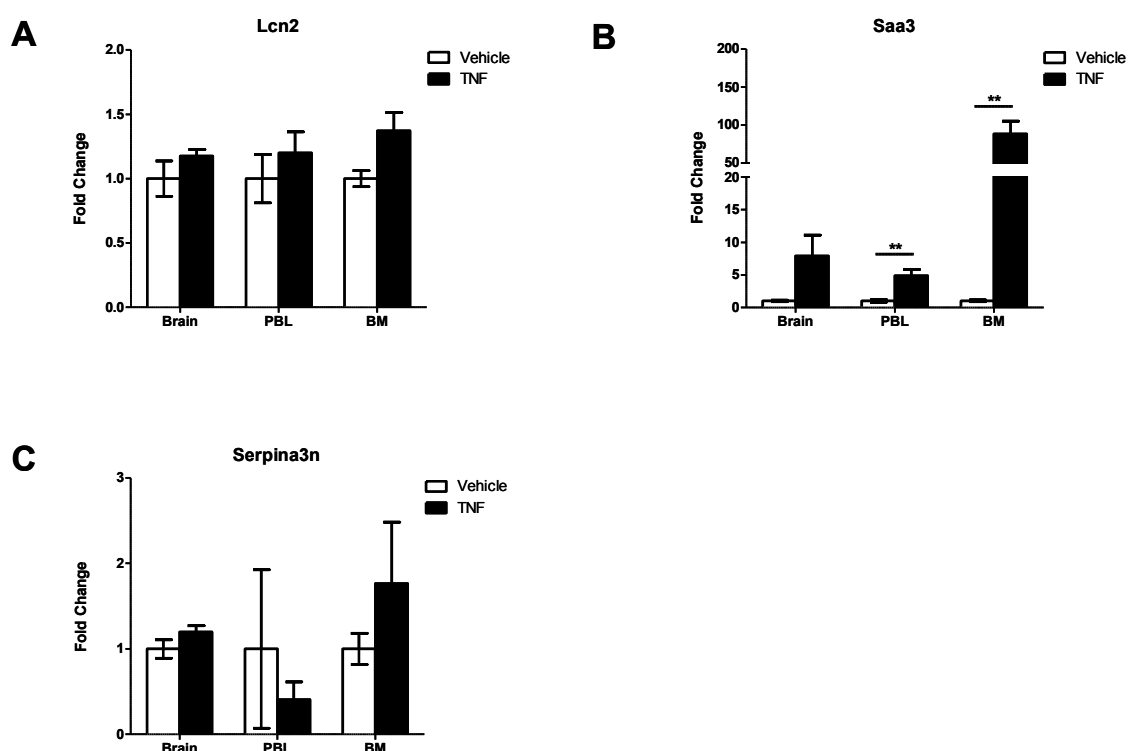 A
Lcn2
Vehicle
TNF
Fold Change
2.0
1.5
1.0
0.5
0.0
Brain PBL BM
B
Saa3
Vehicle
TNF
Fold Change
200
150
100
50
20
15
10
5
0
**
**
Brain PBL BM
C
Serpina3n
Vehicle
TNF
Fold Change
3
2
1
0
Brain PBL BM